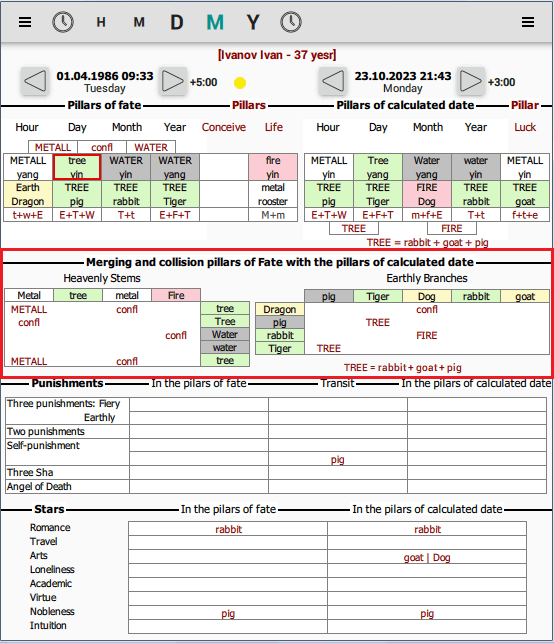 H M D M Y
[Ivanov Ivan - 37 yesr]
01.04.1986 09:33 +5:00 23.10.2023 21:43 +3:00
Tuesday Monday
Pillars of fate Pillars Pillars of calculated date Pillar
Hour Day Month Year Conceive Life Hour Day Month Year Luck
METALL confl WATER
METALL tree WATER WATER fire METALL Tree Water water METALL
yang yin yin yang yin yin yang yang yin yin
Earth TREE TREE TREE metal TREE TREE FIRE TREE TREE
Dragon pig rabbit Tiger rooster pig Tiger Dog rabbit goat
t+w+E E+T+W T+t E+F+T M+m E+T+W E+F+T m+f+E T+t f+t+e
TREE FIRE
TREE = rabbit + goat + pig
Merging and collision pillars of Fate with the pillars of calculated date
Heavenly Stems Earthly Branches
Metal tree metal Fire pig Tiger Dog rabbit goat
METALL confl tree Dragon confl
confl Tree pig TREE
confl Water rabbit FIRE
water Tiger TREE
METALL confl tree
TREE = rabbit + goat + pig
Punishments In the pilars of fate Transit In the pilars of calculated date
Three punishments: Fiery
Earthly
Two punishments
Self-punishment
pig
Three Sha
Angel of Death
Stars In the pilars of fate In the pilars of calculated date
Romance rabbit rabbit
Travel
Arts goat | Dog
Loneliness
Academic
Virtue
Nobleness pig pig
Intuition